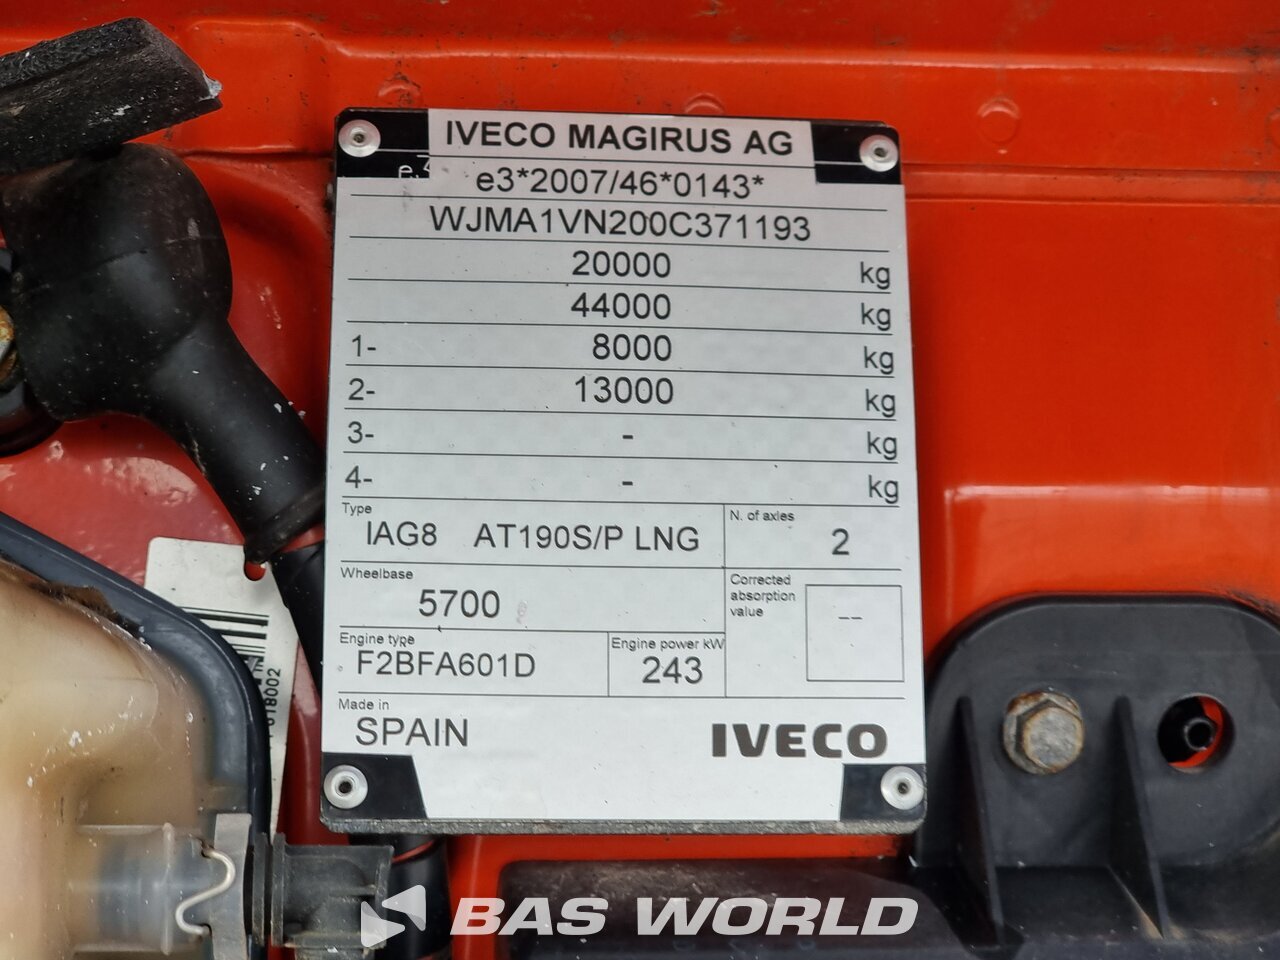 IVECO MAGIRUS AG
e3*2007/46*0143*
WJMA1VN200C371193
20000 kg
44000 kg
1- 8000 kg
2- 13000 kg
3- - kg
4- - kg
Type
IAG8 AT190S/P LNG
N. of axles
2
Wheelbase
5700
Corrected
absorption
value
--
Engine type
F2BFA601D
Engine power kW
243
Made in
SPAIN
IVECO
018002
BAS WORLD